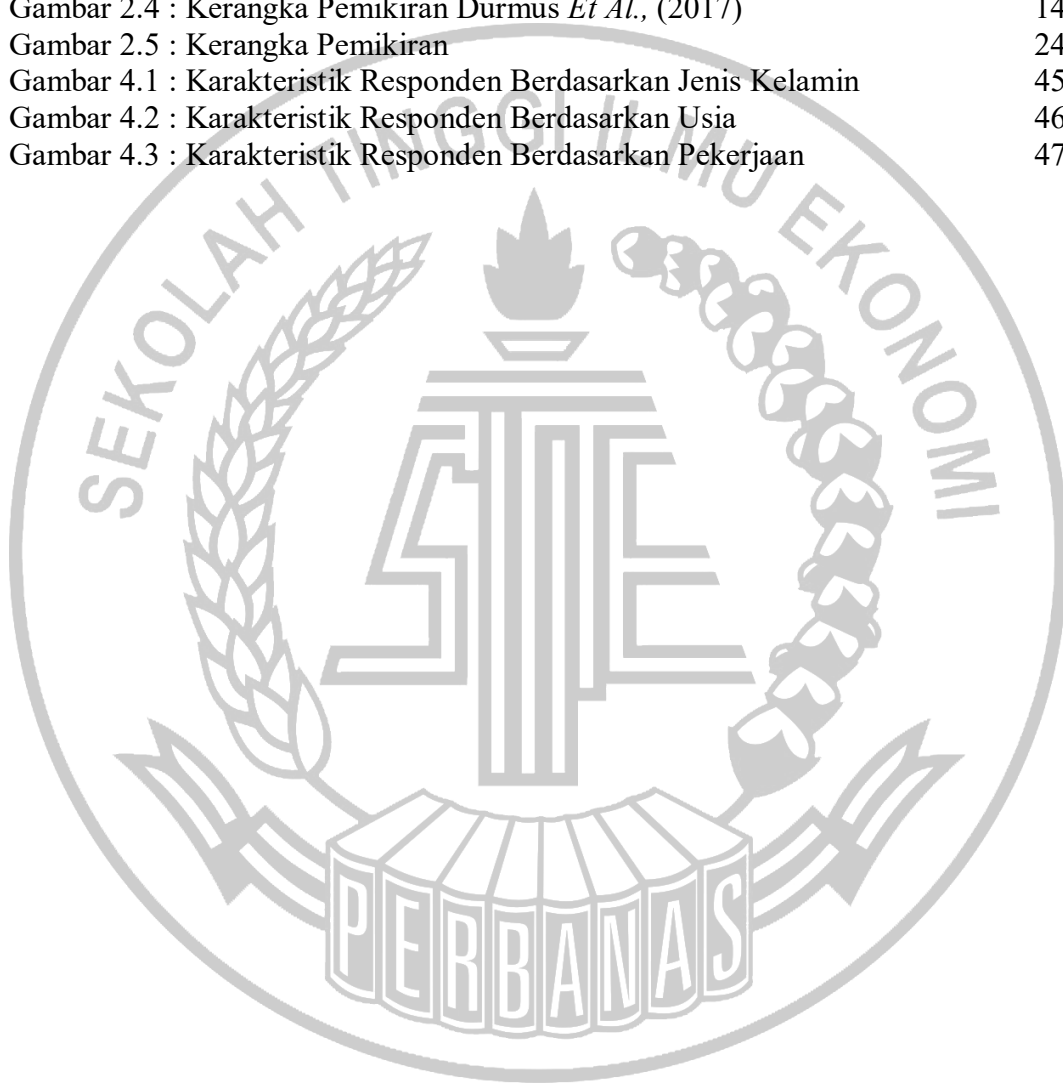 Gambar 2.4 : Kerangka Pemikiran Durmus Et Al., (2017) 14
Gambar 2.5 : Kerangka Pemikiran 24
Gambar 4.1 : Karakteristik Responden Berdasarkan Jenis Kelamin 45
Gambar 4.2 : Karakteristik Responden Berdasarkan Usia 46
Gambar 4.3 : Karakteristik Responden Berdasarkan Pekerjaan 47
SEKOLAH TINGGI ILMU EKONOMI
STIE
PERBANAS